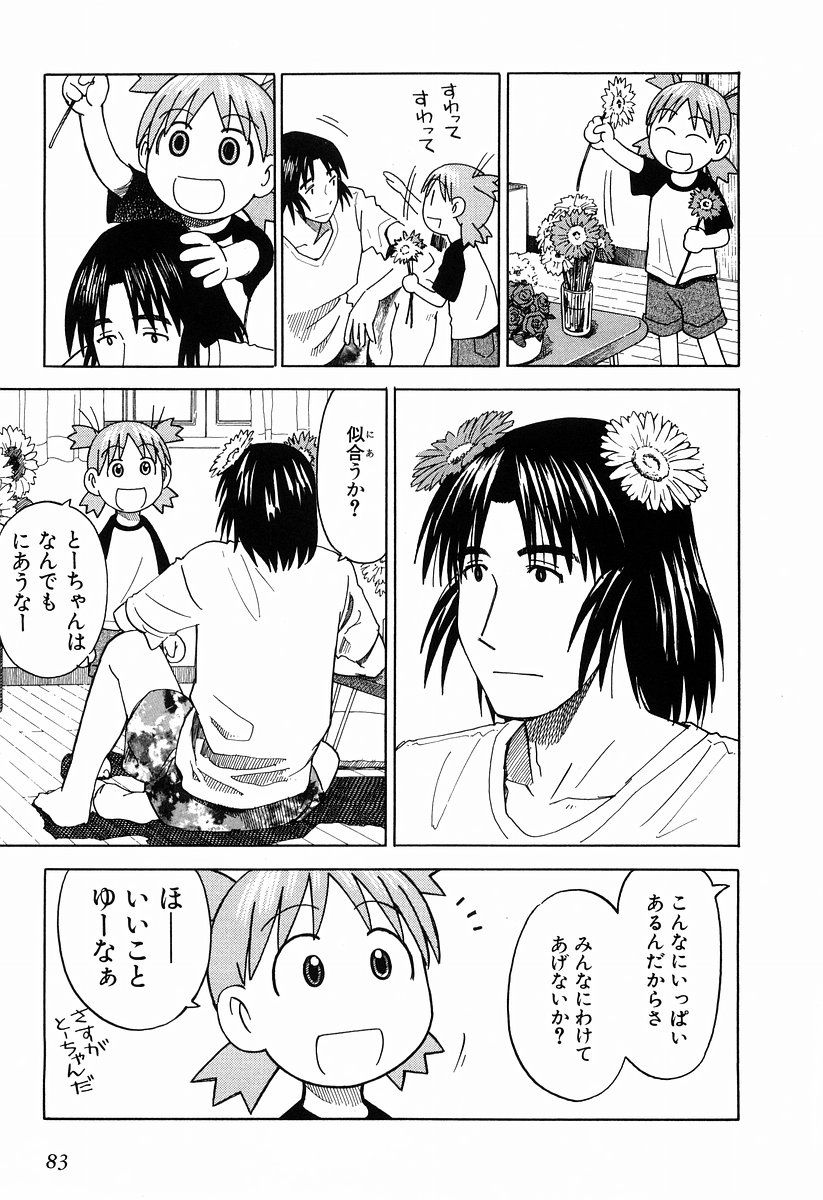 すわって
すわって
似合うか?
にあ
とーちゃんは
なんでも
にあうなー
こんなにいっぱい
あるんだからさ
みんなにわけて
あげないか?
ほー
いいこと
ゆーなぁ
さすが
とーちゃんだ
83